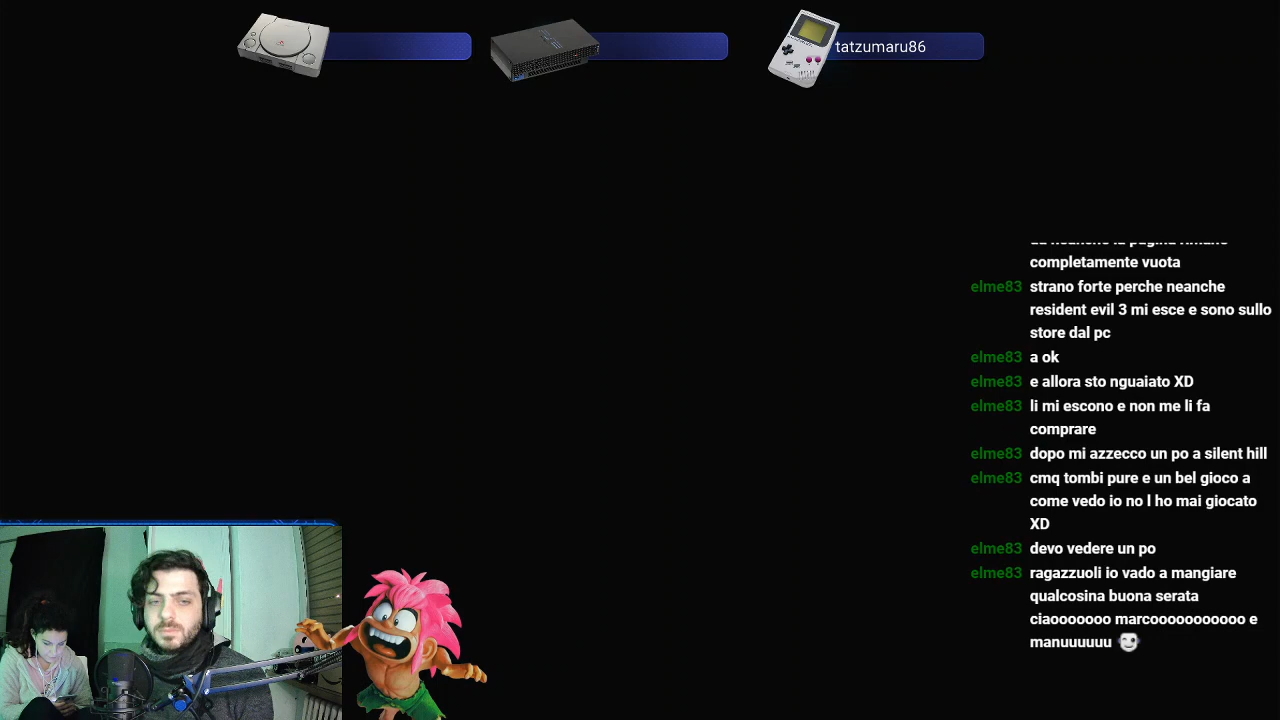 tatzumaru86
completamente vuota
elme83 strano forte perche neanche
resident evil 3 mi esce e sono sullo
store dal pc
elme83 a ok
elme83 e allora sto nguaiato XD
elme83 li mi escono e non me li fa
comprare
elme83 dopo mi azzecco un po a silent hill
elme83 cmq tombi pure e un bel gioco a
come vedo io no l ho mai giocato
XD
elme83 devo vedere un po
elme83 ragazzuoli io vado a mangiare
qualcosina buona serata
ciaooooooo marcooooooooooo e
manuuuuuu